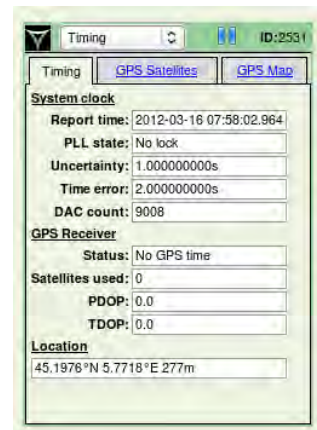 Timing ID:2531
Timing GPS Satellites GPS Map
System clock
Report time: 2012-03-16 07:58:02.964
PLL state: No lock
Uncertainty: 1.000000000s
Time error: 2.000000000s
DAC count: 9008
GPS Receiver
Status: No GPS time
Satellites used: 0
PDOP: 0.0
TDOP: 0.0
Location
45.1976°N 5.7718°E 277m